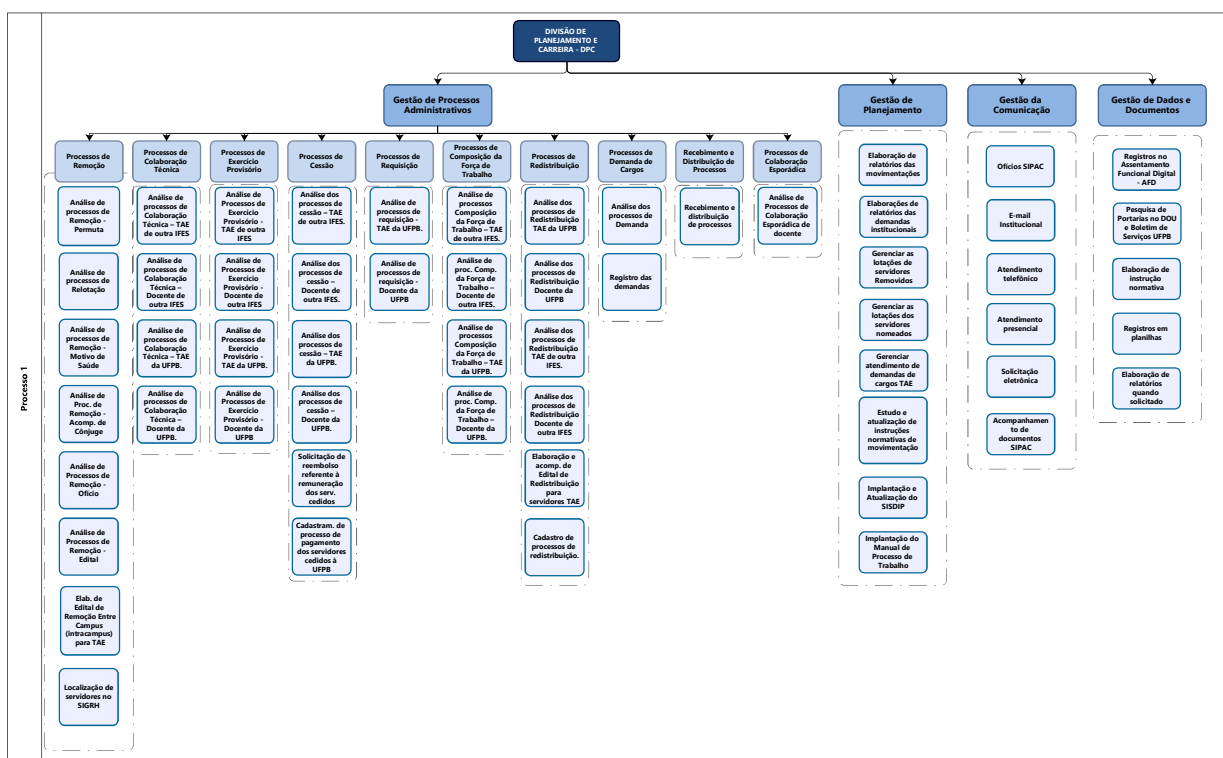 DIVISÃO DE
PLANEJAMENTO E
CARREIRA - DPC
Gestão de Processos
Administrativos
Gestão de
Planejamento
Gestão da
Comunicação
Gestão de Dados e
Documentos
Processos de
Remoção
Processos de
Colaboração
Técnica
Processos de
Exercício
Provisório
Processos de
Cessão
Processos de
Requisição
Processos de
Composição da
Força de
Trabalho
Processos de
Redistribuição
Processos de
Demanda de
Cargos
Recebimento e
Distribuição de
Processos
Processos de
Colaboração
Esporádica
Processo 1
Análise de
processos de
Remoção -
Permuta
Análise de
processos de
Relotação
Análise de
processos de
Remoção -
Motivo de
Saúde
Análise de
Proc. de
Remoção -
Acomp. de
Cônjuge
Análise de
Processos de
Remoção -
Ofício
Análise de
Processos de
Remoção -
Edital
Elab. de
Edital de
Remoção Entre
Campus
(intracampus)
para TAE
Localização de
servidores no
SIGRH
Análise de
processos de
Colaboração
Técnica – TAE
de outra IFES
Análise de
processos de
Colaboração
Técnica –
Docente de
outra IFES
Análise de
processos de
Colaboração
Técnica – TAE
da UFPB.
Análise de
processos de
Colaboração
Técnica –
Docente da
UFPB.
Análise de
Processos de
Exercício
Provisório -
TAE de outra
IFES
Análise de
Processos de
Exercício
Provisório -
Docente de
outra IFES
Análise de
Processos de
Exercício
Provisório -
TAE da UFPB
Análise de
Processos de
Exercício
Provisório -
Docente da
UFPB
Análise dos
processos de
cessão – TAE
de outra IFES.
Análise dos
processos de
cessão –
Docente de
outra IFES.
Análise dos
processos de
cessão – TAE
da UFPB.
Análise dos
processos de
cessão –
Docente da
UFPB.
Solicitação de
reembolso
referente à
remuneração
dos serv.
cedidos
Cadastram. de
processo de
pagamento
dos servidores
cedidos à
UFPB
Análise de
processos de
requisição -
TAE da UFPB.
Análise de
processos de
requisição -
Docente da
UFPB
Análise de
processos
Composição
da Força de
Trabalho – TAE
de outra IFES.
Análise de
proc. Comp.
da Força de
Trabalho –
Docente de
outra IFES.
Análise de
processos
Composição
da Força de
Trabalho – TAE
da UFPB.
Análise de
proc. Comp.
da Força de
Trabalho –
Docente da
UFPB.
Análise dos
processos de
Redistribuição
TAE da UFPB
Análise dos
processos de
Redistribuição
Docente da
UFPB
Análise dos
processos de
Redistribuição
TAE de outra
IFES.
Análise dos
processos de
Redistribuição
Docente de
outra IFES
Elaboração e
acomp. de
Edital de
Redistribuição
para
servidores TAE
Cadastro de
processos de
redistribuição.
Análise dos
processos de
Demanda
Registro das
demandas
Recebimento e
distribuição
de processos
Análise de
Processos de
Colaboração
Esporádica de
docente
Elaboração de
relatórios das
movimentações
Elaborações de
relatórios das
demandas
institucionais
Gerenciar as
lotações de
servidores
Removidos
Gerenciar as
lotações dos
servidores
nomeados
Gerenciar
atendimento de
demandas de
cargos TAE
Estudo e
atualização de
instruções
normativas de
movimentação
Implantação e
Atualização do
SISDIP
Implantação do
Manual de
Processo de
Trabalho
Ofícios SIPAC
E-mail
Institucional
Atendimento
telefônico
Atendimento
presencial
Solicitação
eletrônica
Acompanhamen
to de
documentos
SIPAC
Registros no
Assentamento
Funcional Digital
- AFD
Pesquisa de
Portarias no DOU
e Boletim de
Serviços UFPB
Elaboração de
instrução
normativa
Registros em
planilhas
Elaboração de
relatórios
quando
solicitado